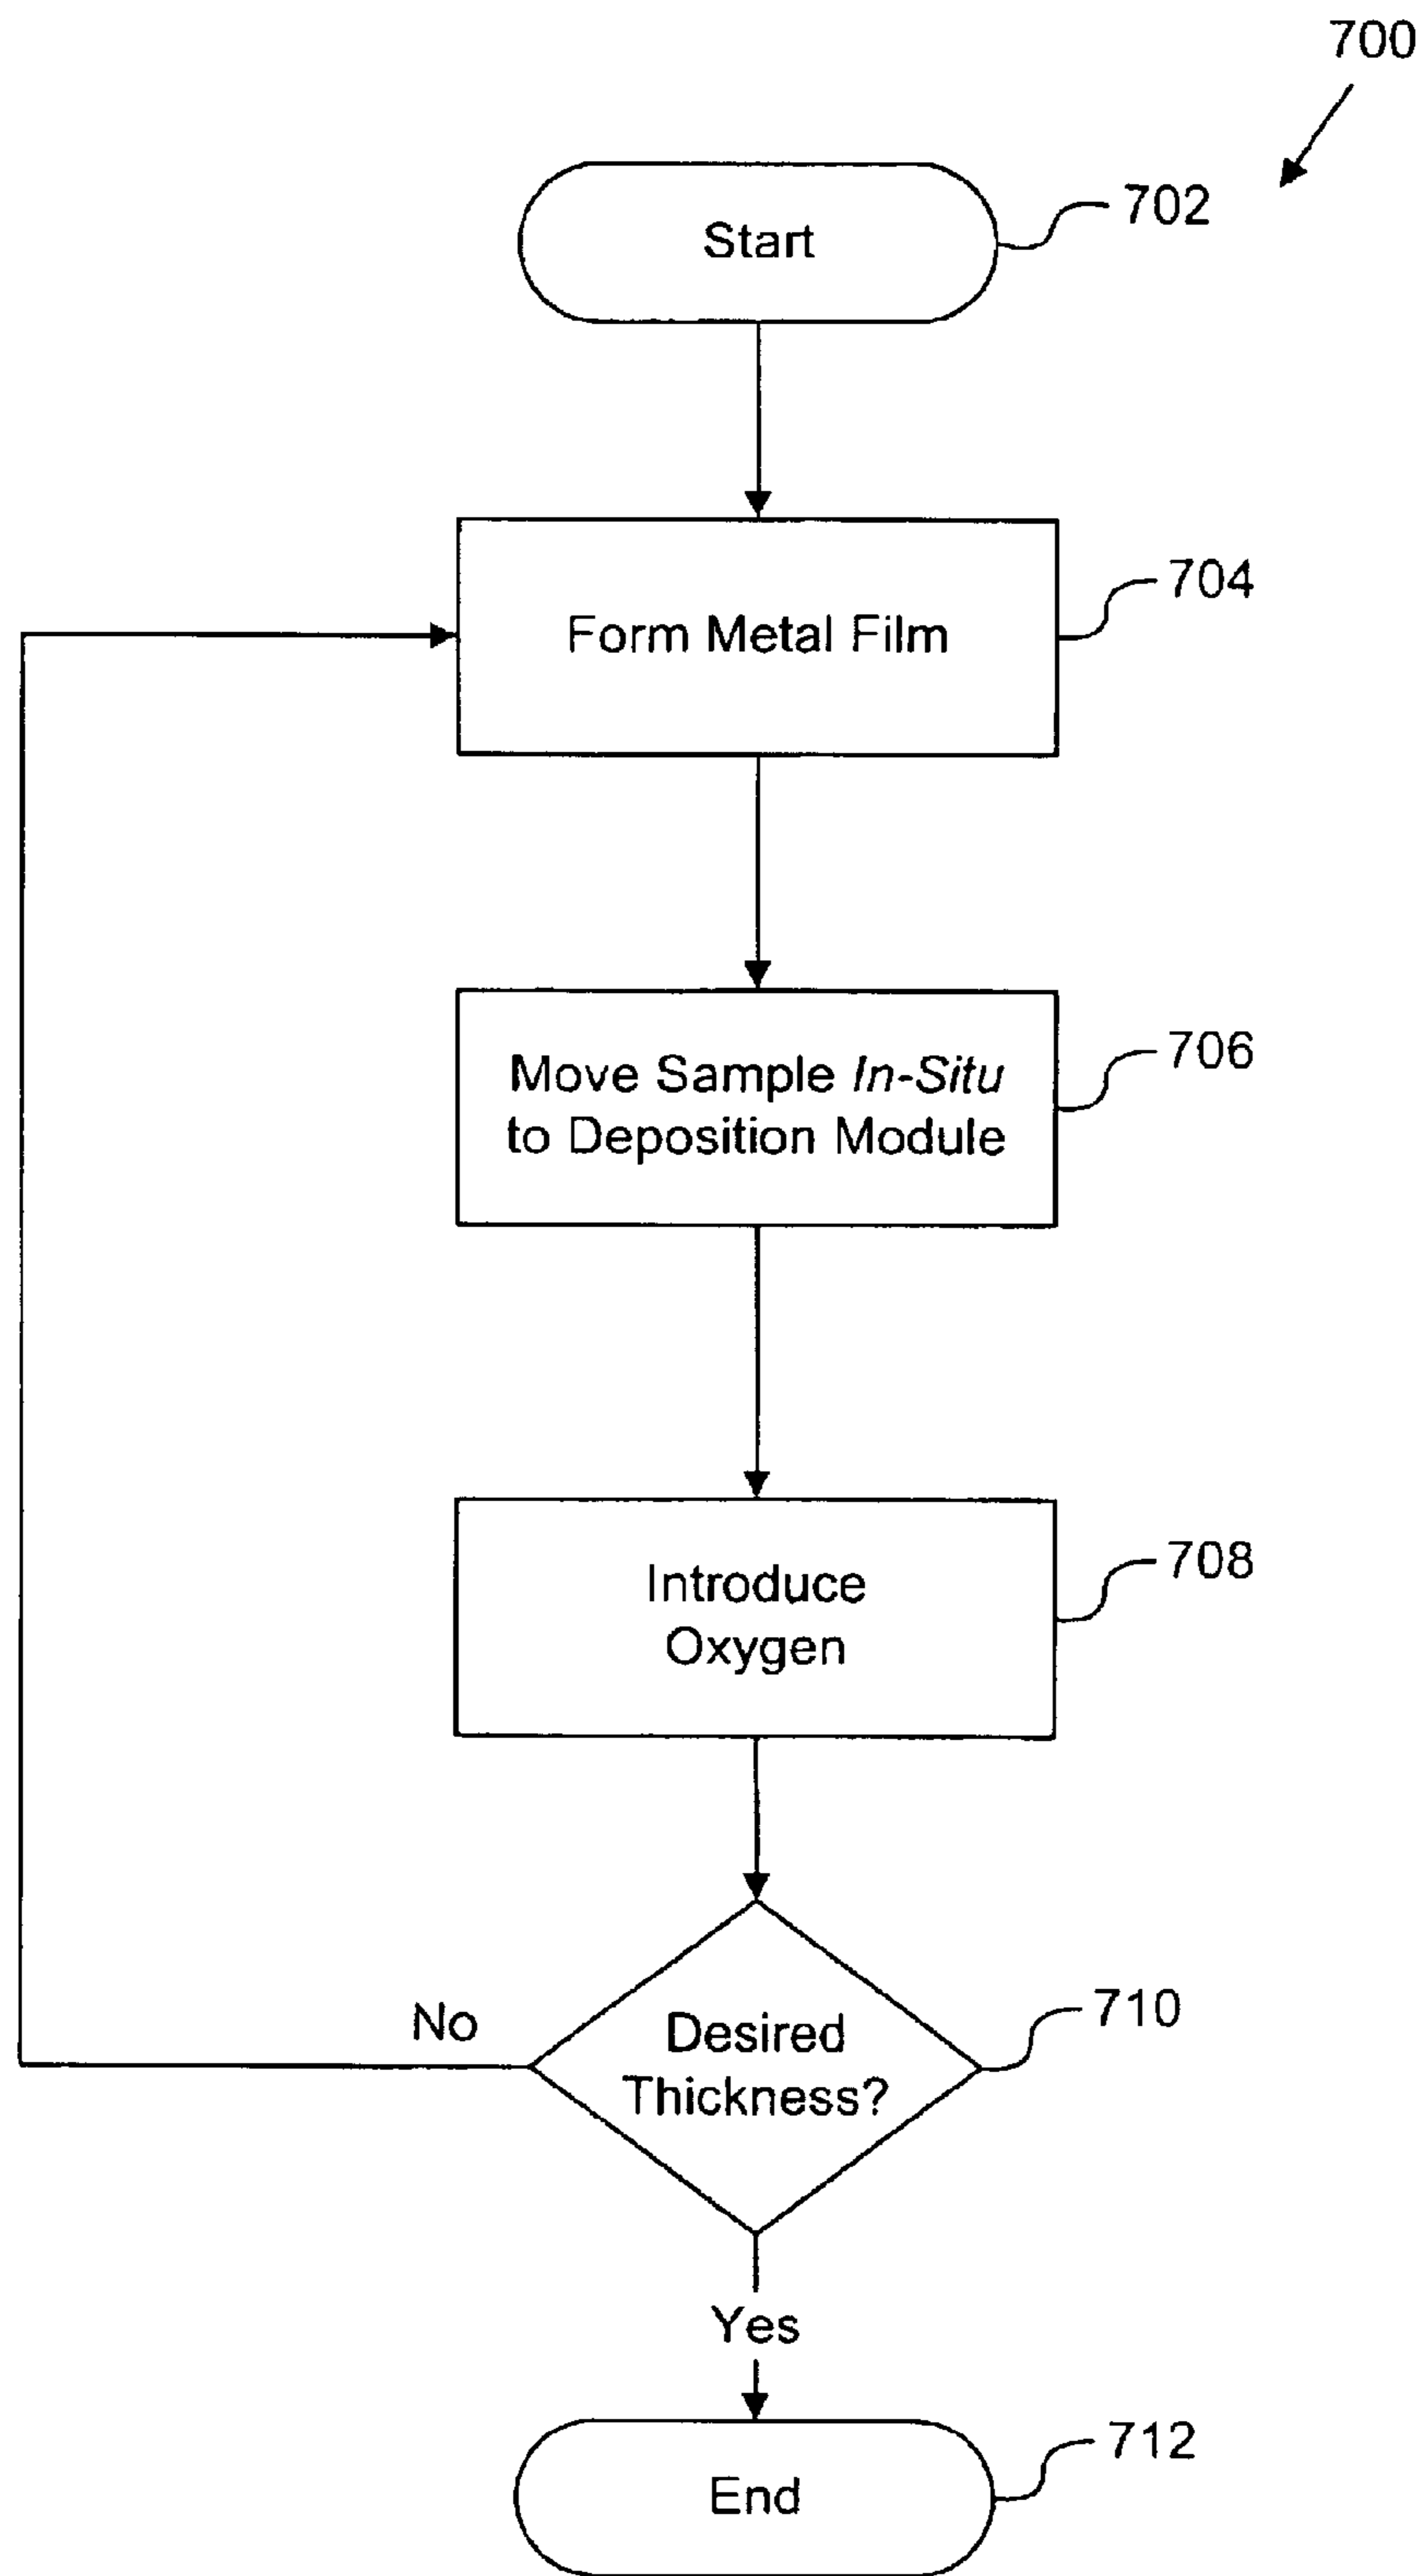 700
Start
702
Form Metal Film
704
Move Sample In-Situ
to Deposition Module
706
Introduce
Oxygen
708
Desired
Thickness?
710
No
Yes
End
712